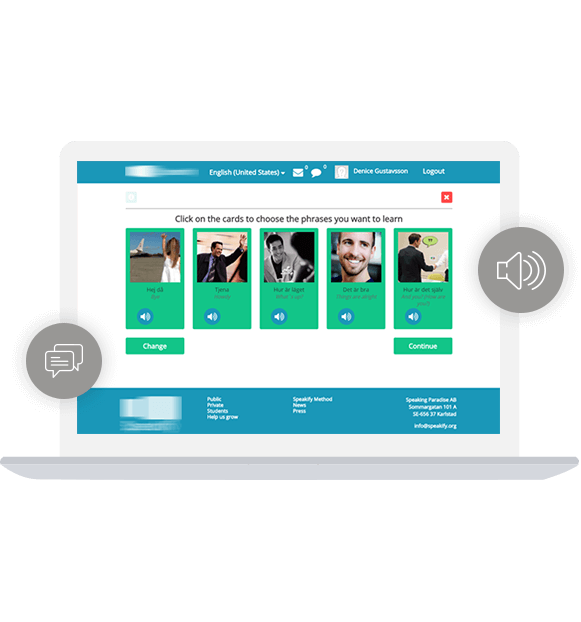 English (United States)
0
0
Denice Gustavsson
Logout
Click on the cards to choose the phrases you want to learn
Hej då
Bye
Tjena
Howdy
Hur är läget
What's up?
Det är bra
Things are alright
Hur är det själv
And you? (How are you?)
Change
Continue
Public
Private
Students
Help us grow
Speakify Method
News
Press
Speaking Paradise AB
Sommargatan 101 A
SE-656 37 Karlstad
info@speakify.org